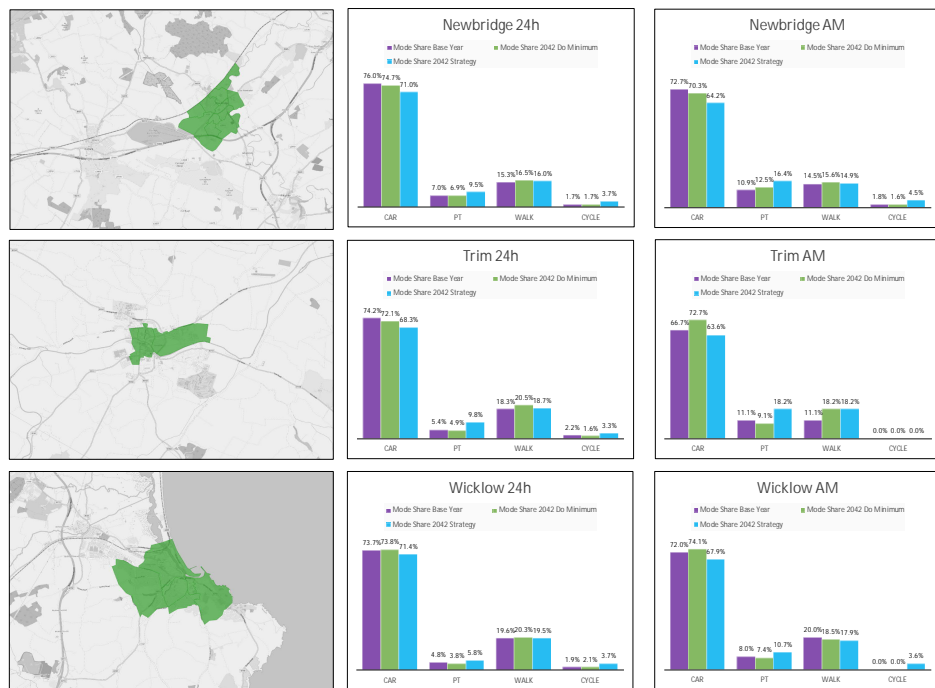 Newbridge 24h
Mode Share Base Year Mode Share 2042 Do Minimum
Mode Share 2042 Strategy
76.0% 74.7% 71.0%
7.0% 6.9% 9.5%
15.3% 16.5% 16.0%
1.7% 1.7% 3.7%
CAR PT WALK CYCLE
Newbridge AM
Mode Share Base Year Mode Share 2042 Do Minimum
Mode Share 2042 Strategy
72.7% 70.3% 64.2%
10.9% 12.5% 16.4%
14.5% 15.6% 14.9%
1.8% 1.6% 4.5%
CAR PT WALK CYCLE
Trim 24h
Mode Share Base Year Mode Share 2042 Do Minimum
Mode Share 2042 Strategy
74.2% 72.1% 68.3%
5.4% 4.9% 9.8%
18.3% 20.5% 18.7%
2.2% 1.6% 3.3%
CAR PT WALK CYCLE
Trim AM
Mode Share Base Year Mode Share 2042 Do Minimum
Mode Share 2042 Strategy
66.7% 72.7% 63.6%
11.1% 9.1% 18.2%
11.1% 18.2% 18.2%
0.0% 0.0% 0.0%
CAR PT WALK CYCLE
Wicklow 24h
Mode Share Base Year Mode Share 2042 Do Minimum
Mode Share 2042 Strategy
73.7% 73.8% 71.4%
4.8% 3.8% 5.8%
19.6% 20.3% 19.5%
1.9% 2.1% 3.7%
CAR PT WALK CYCLE
Wicklow AM
Mode Share Base Year Mode Share 2042 Do Minimum
Mode Share 2042 Strategy
72.0% 74.1% 67.9%
8.0% 7.4% 10.7%
20.0% 18.5% 17.9%
0.0% 0.0% 3.6%
CAR PT WALK CYCLE